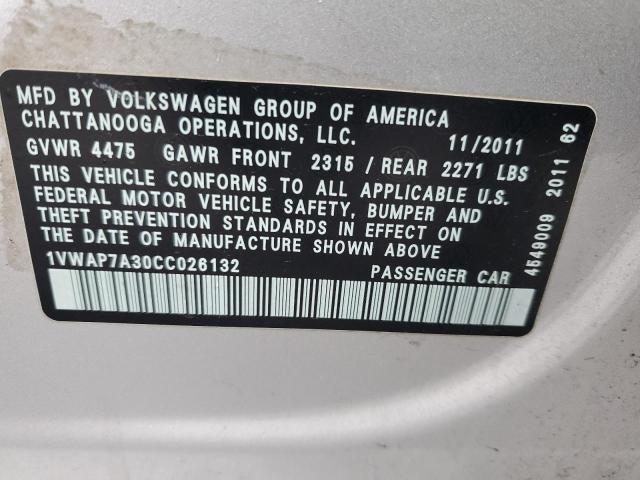 MFD BY VOLKSWAGEN GROUP OF AMERICA
CHATTANOOGA OPERATIONS, LLC. 11/2011
GVWR 4475 GAWR FRONT 2315 / REAR 2271 LBS
THIS VEHICLE CONFORMS TO ALL APPLICABLE U.S.
FEDERAL MOTOR VEHICLE SAFETY, BUMPER AND
THEFT PREVENTION STANDARDS IN EFFECT ON
THE DATE OF MANUFACTURE SHOWN ABOVE
1VWAP7A30CC026132 PASSENGER CAR
4549009 2011 62